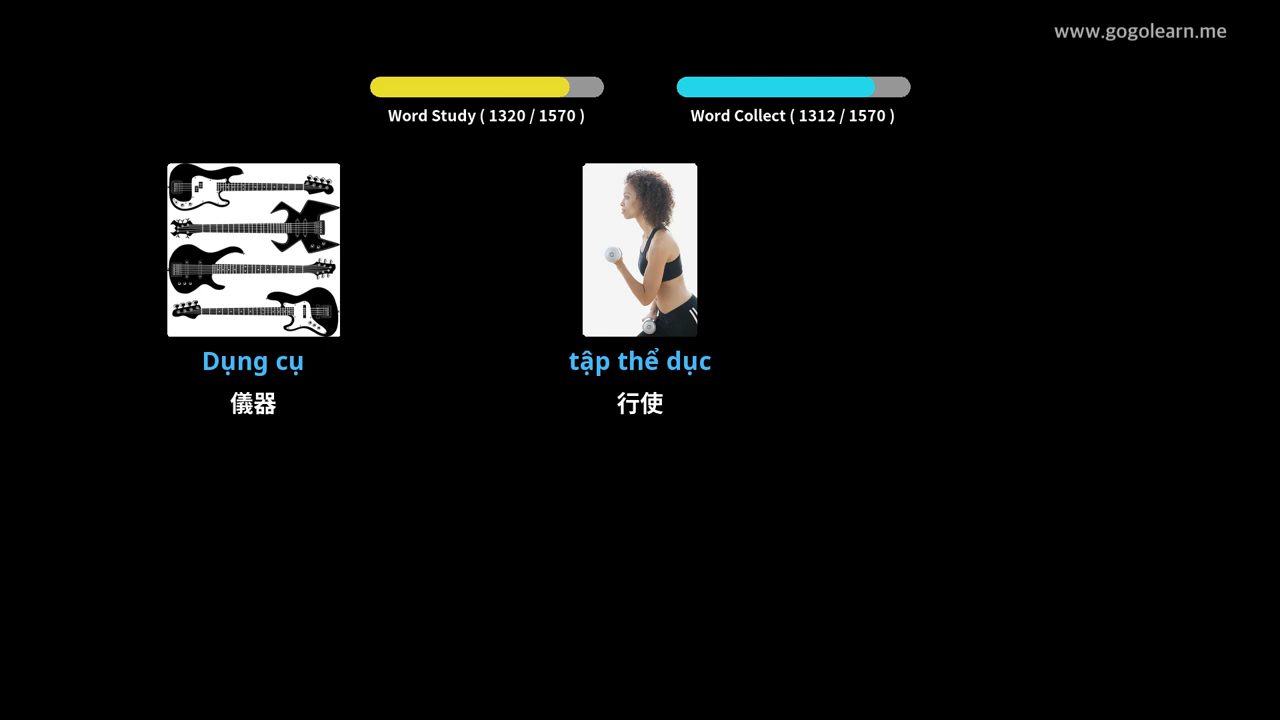 www.gogolearn.me
Word Study ( 1320 / 1570 )
Word Collect ( 1312 / 1570 )
Dụng cụ
tập thể dục
儀器
行使